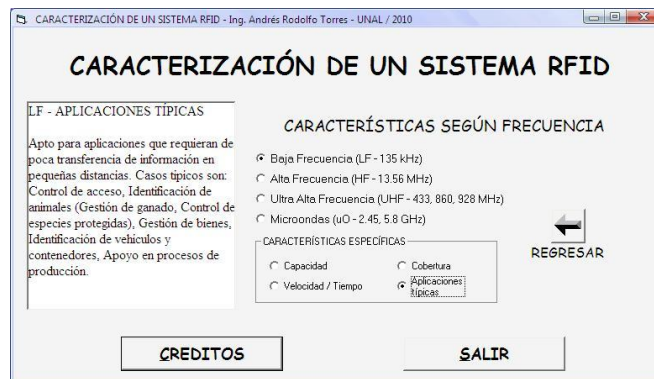 CARACTERIZACIÓN DE UN SISTEMA RFID - Ing. Andrés Rodolfo Torres - UNAL / 2010
CARACTERIZACIÓN DE UN SISTEMA RFID
LF - APLICACIONES TÍPICAS
Apto para aplicaciones que requieran de
poca transferencia de información en
pequeñas distancias. Casos tipicos son:
Control de acceso, Identificación de
animales (Gestión de ganado, Control de
especies protegidas), Gestión de bienes,
Identificación de vehículos y
contenedores, Apoyo en procesos de
producción.
CARACTERÍSTICAS SEGÚN FRECUENCIA
Baja Frecuencia (LF - 135 kHz)
Alta Frecuencia (HF - 13.56 MHz)
Ultra Alta Frecuencia (UHF - 433, 860, 928 MHz)
Microondas (uO - 2.45, 5.8 GHz)
CARACTERÍSTICAS ESPECÍFICAS
Capacidad
Cobertura
Velocidad / Tiempo
Aplicaciones
típicas
REGRESAR
CREDITOS
SALIR